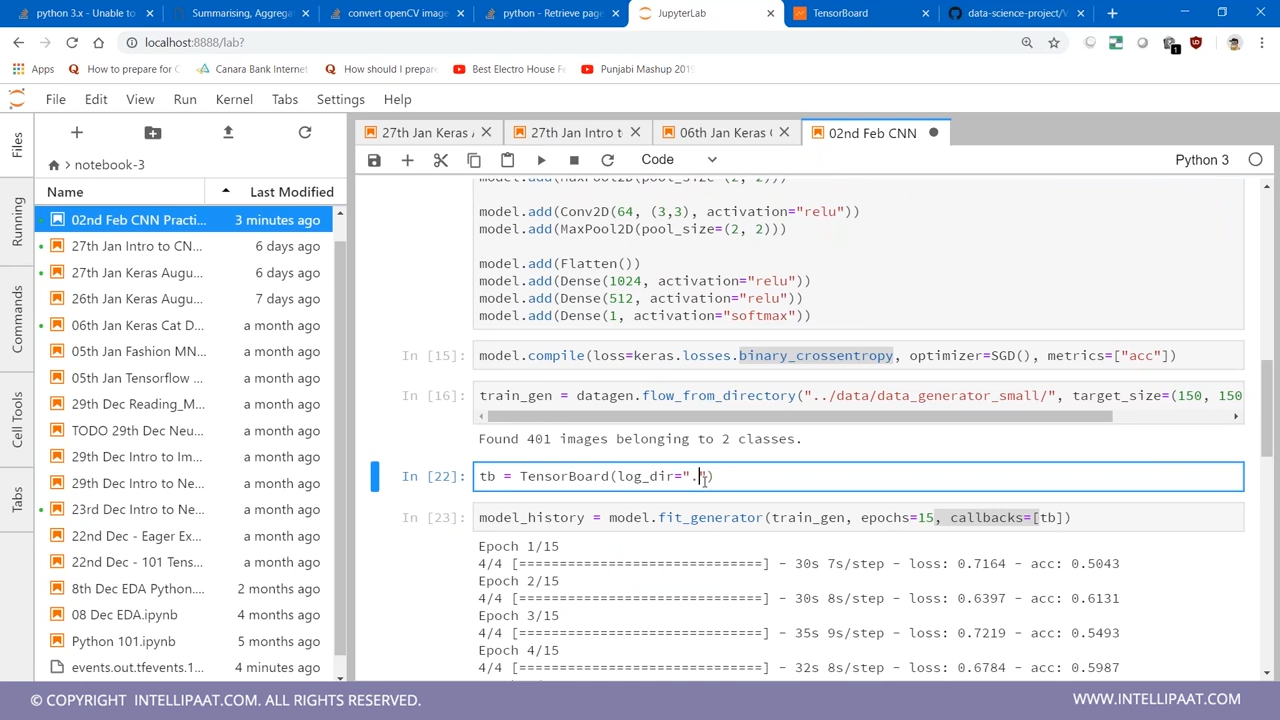 python 3.x - Unable to
Summarising, Aggrega
convert openCV image
python - Retrieve page
JupyterLab
TensorBoard
data-science-project/V
localhost:8888/lab?
Apps
How to prepare for C
Canara Bank Internet
How should I prepare
Best Electro House Fe
Punjabi Mashup 2019
File Edit View Run Kernel Tabs Settings Help
27th Jan Keras A
27th Jan Intro t
06th Jan Keras C
02nd Feb CNN
notebook-3
Code
Python 3
Name
Last Modified
Files
Running
Commands
Cell Tools
Tabs
02nd Feb CNN Practi... 3 minutes ago
27th Jan Intro to CN... 6 days ago
27th Jan Keras Augu... 6 days ago
26th Jan Keras Augu... 7 days ago
06th Jan Keras Cat D... a month ago
05th Jan Fashion MN... a month ago
05th Jan Tensorflow ... a month ago
29th Dec Reading_M... a month ago
TODO 29th Dec Neu... a month ago
29th Dec Intro to Im... a month ago
29th Dec Intro to Ne... a month ago
23rd Dec Intro to Ne... a month ago
22nd Dec - Eager Ex... a month ago
22nd Dec - 101 Tens... a month ago
8th Dec EDA Python.... 2 months ago
08 Dec EDA.ipynb 4 months ago
Python 101.ipynb 5 months ago
events.out.tfevents.1... 4 minutes ago
model.add(MaxPool2D(pool_size=(2, 2)))
model.add(Conv2D(64, (3,3), activation="relu"))
model.add(MaxPool2D(pool_size=(2, 2)))
model.add(Flatten())
model.add(Dense(1024, activation="relu"))
model.add(Dense(512, activation="relu"))
model.add(Dense(1, activation="softmax"))
In [15]: model.compile(loss=keras.losses.binary_crossentropy, optimizer=SGD(), metrics=["acc"])
In [16]: train_gen = datagen.flow_from_directory("../data/data_generator_small/", target_size=(150, 150
Found 401 images belonging to 2 classes.
In [22]: tb = TensorBoard(log_dir=".")
In [23]: model_history = model.fit_generator(train_gen, epochs=15, callbacks=[tb])
Epoch 1/15
4/4 [==============================] - 30s 7s/step - loss: 0.7164 - acc: 0.5043
Epoch 2/15
4/4 [==============================] - 30s 8s/step - loss: 0.6397 - acc: 0.6131
Epoch 3/15
4/4 [==============================] - 35s 9s/step - loss: 0.7219 - acc: 0.5493
Epoch 4/15
4/4 [==============================] - 32s 8s/step - loss: 0.6784 - acc: 0.5987
© COPYRIGHT INTELLIPAAT.COM. ALL RIGHTS RESERVED.
WWW.INTELLIPAAT.COM